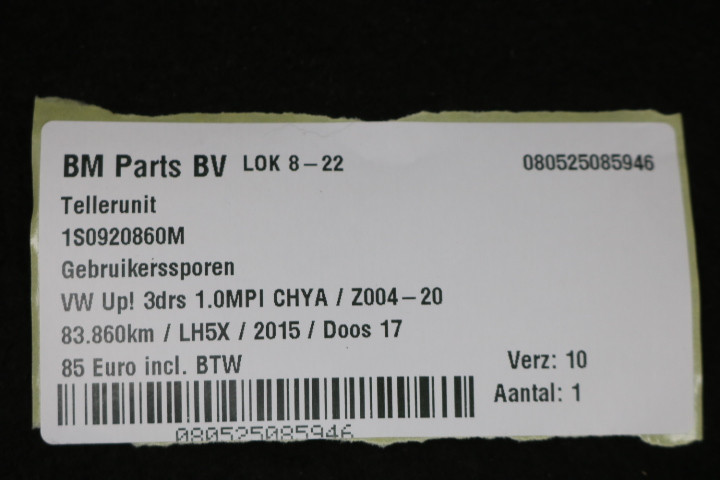 BM Parts BV LOK 8-22 080525085946
Tellerunit
1S0920860M
Gebruikerssporen
VW Up! 3drs 1.0MPI CHYA / Z004-20
83.860km / LH5X / 2015 / Doos 17
85 Euro incl. BTW Verz: 10
Aantal: 1
080525085946